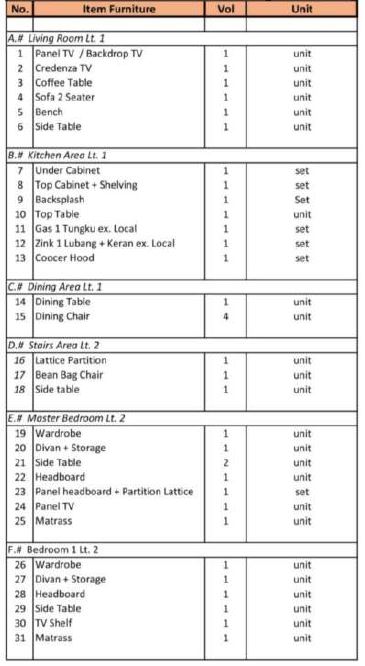 No. Item Furniture Vol Unit
A.# Living Room Lt. 1
1 Panel TV / Backdrop TV 1 unit
2 Credenza TV 1 unit
3 Coffee Table 1 unit
4 Sofa 2 Seater 1 unit
5 Bench 1 unit
6 Side Table 1 unit
B.# Kitchen Area Lt. 1
7 Under Cabinet 1 set
8 Top Cabinet + Shelving 1 set
9 Backsplash 1 Set
10 Top Table 1 unit
11 Gas 1 Tungku ex. Local 1 set
12 Zink 1 Lubang + Keran ex. Local 1 set
13 Coocer Hood 1 set
C.# Dining Area Lt. 1
14 Dining Table 1 unit
15 Dining Chair 4 unit
D.# Stairs Area Lt. 2
16 Lattice Partition 1 unit
17 Bean Bag Chair 1 unit
18 Side table 1 unit
E.# Master Bedroom Lt. 2
19 Wardrobe 1 unit
20 Divan + Storage 1 unit
21 Side Table 2 unit
22 Headboard 1 unit
23 Panel headboard + Partition Lattice 1 set
24 Panel TV 1 unit
25 Matrass 1 unit
F.# Bedroom 1 Lt. 2
26 Wardrobe 1 unit
27 Divan + Storage 1 unit
28 Headboard 1 unit
29 Side Table 1 unit
30 TV Shelf 1 unit
31 Matrass 1 unit